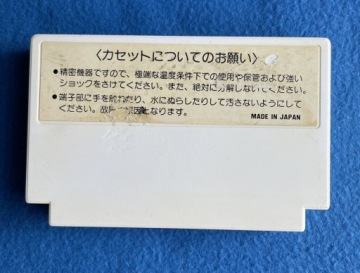 〈カセットについてのお願い〉
●精密機器ですので、極端な温度条件下での使用や保管および強い
ショックをさけてください。また、絶対に分解しないでください。
●端子部に手を触れたり、水にぬらしたりして汚さないようにして
ください。故障の原因となります。
MADE IN JAPAN